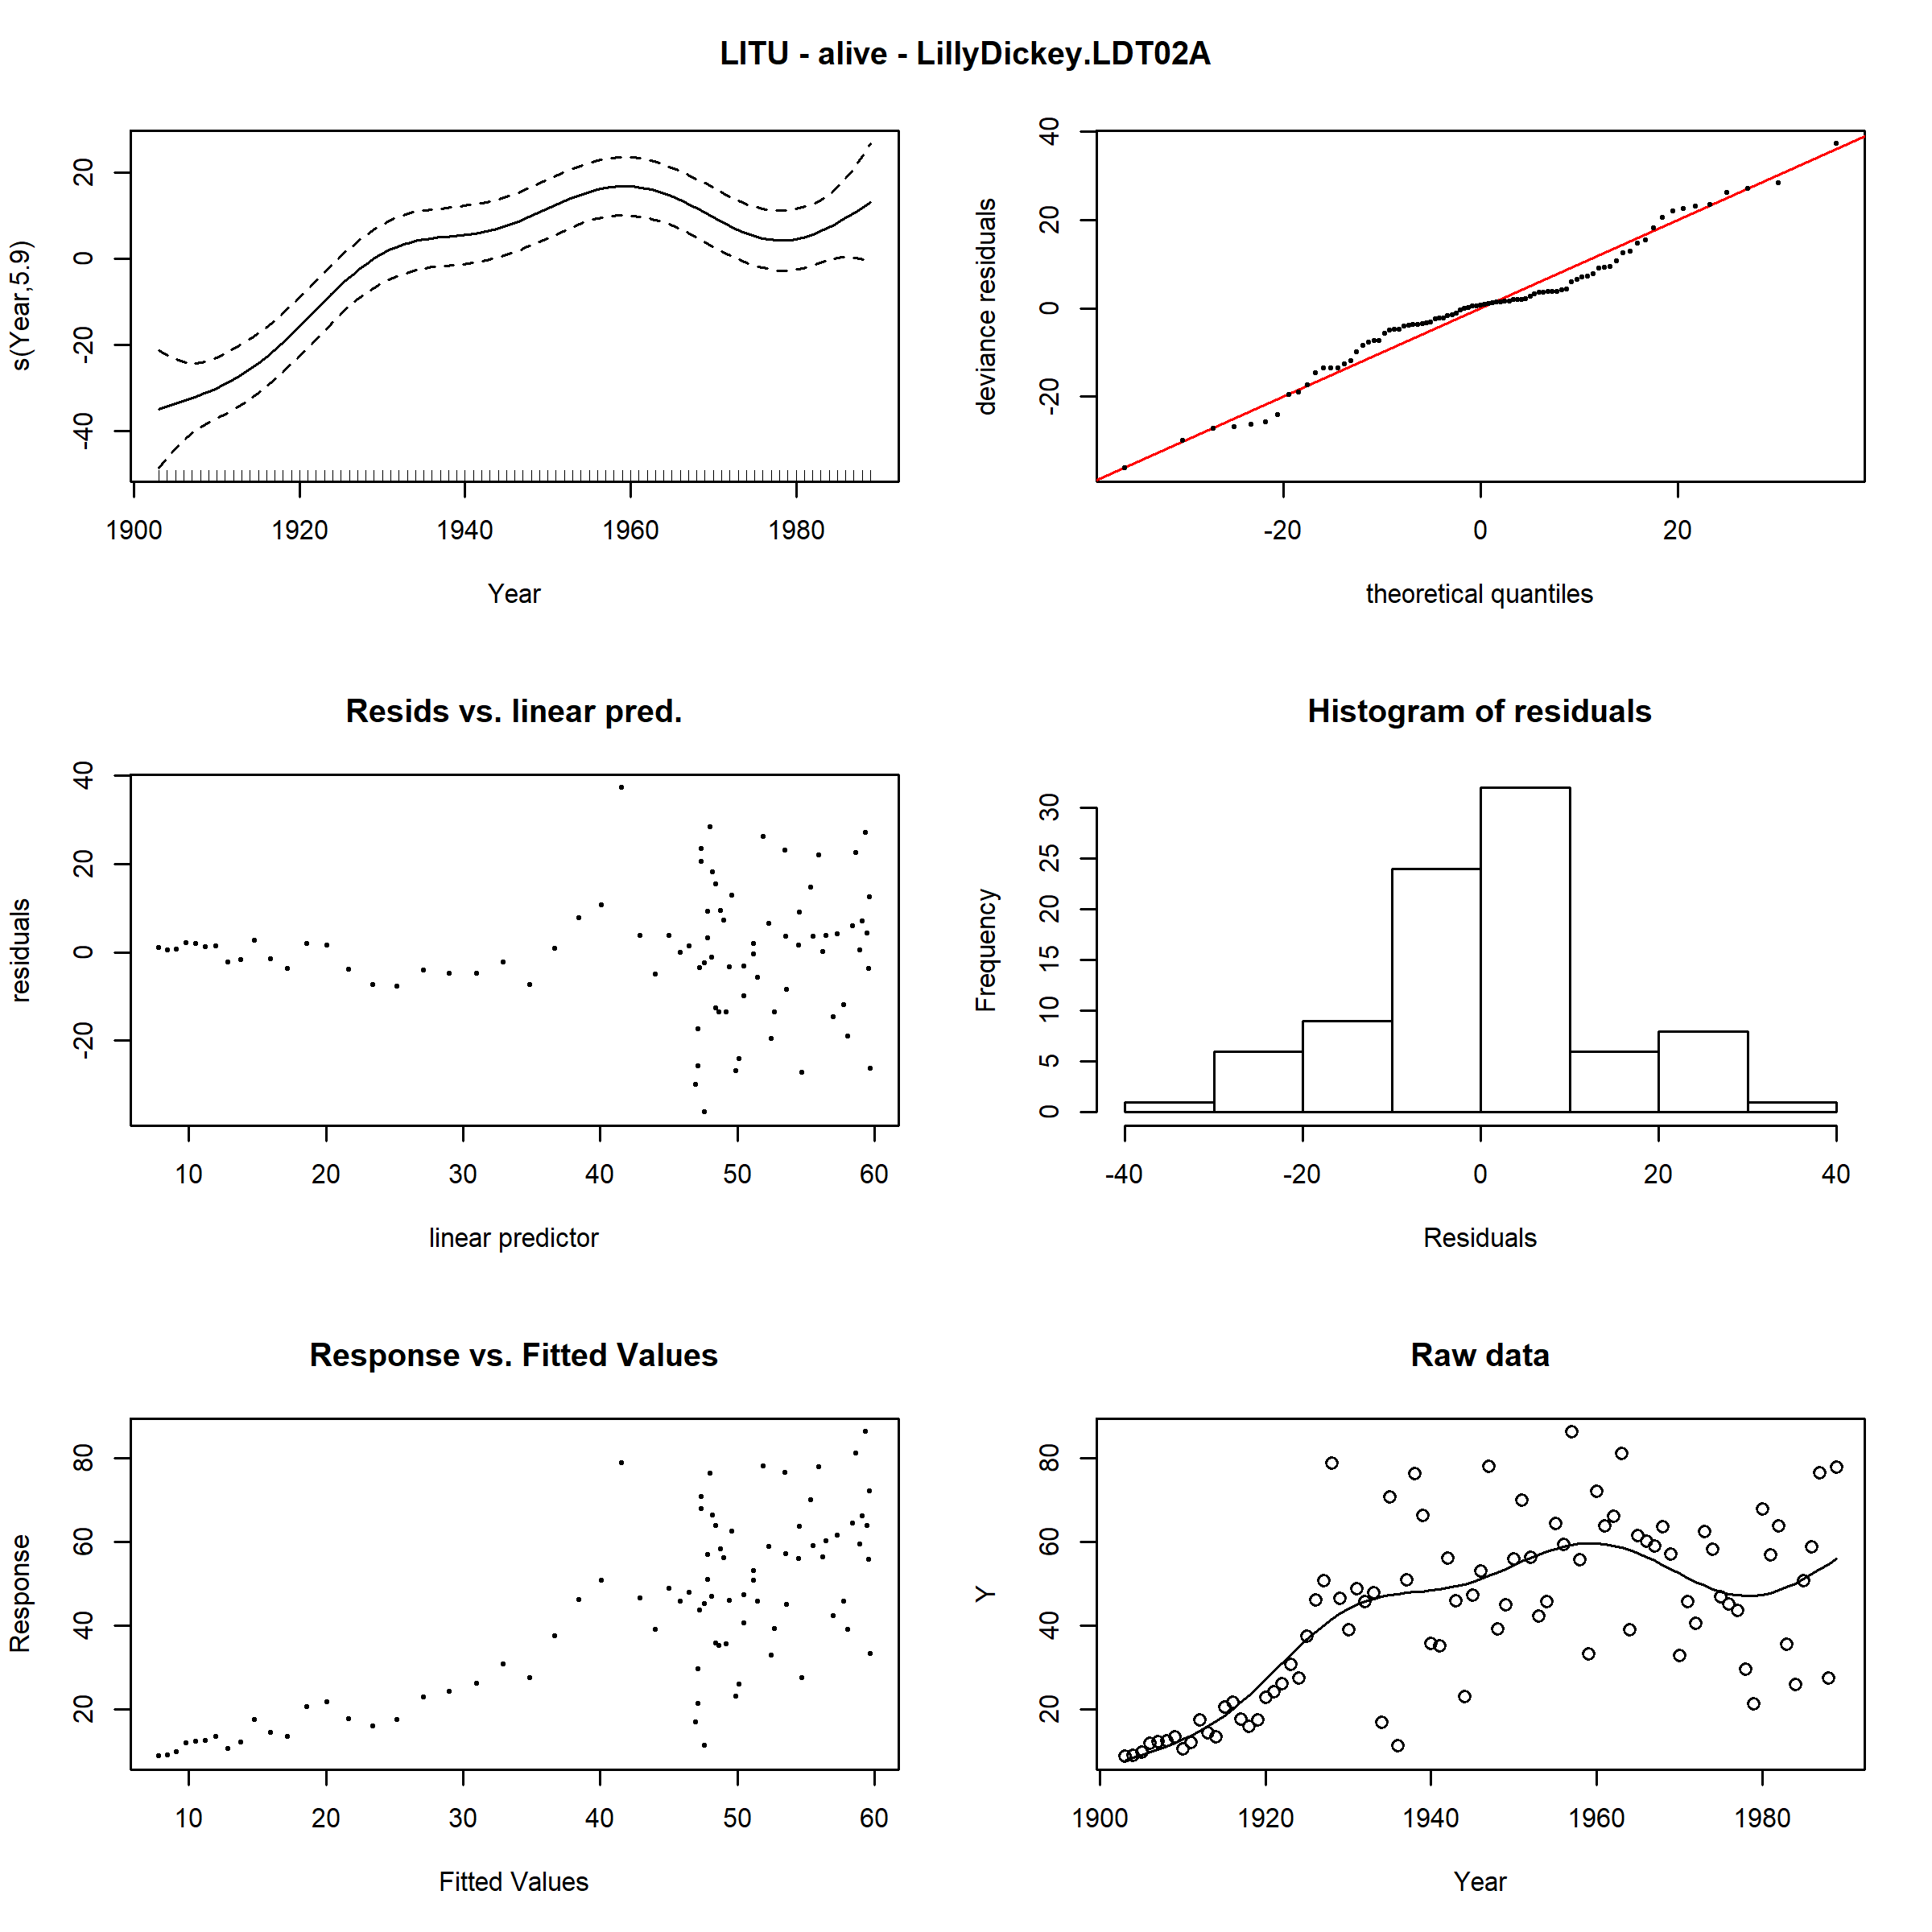 LITU - alive - LillyDickey.LDT02A
s(Year,5.9)
20
0
-20
-40
1900 1920 1940 1960 1980
Year
deviance residuals
40
20
0
-20
-20 0 20
theoretical quantiles
Resids vs. linear pred.
residuals
40
20
0
-20
10 20 30 40 50 60
linear predictor
Histogram of residuals
Frequency
30
25
20
15
10
5
0
-40 -20 0 20 40
Residuals
Response vs. Fitted Values
Response
80
60
40
20
10 20 30 40 50 60
Fitted Values
Raw data
Y
80
60
40
20
1900 1920 1940 1960 1980
Year